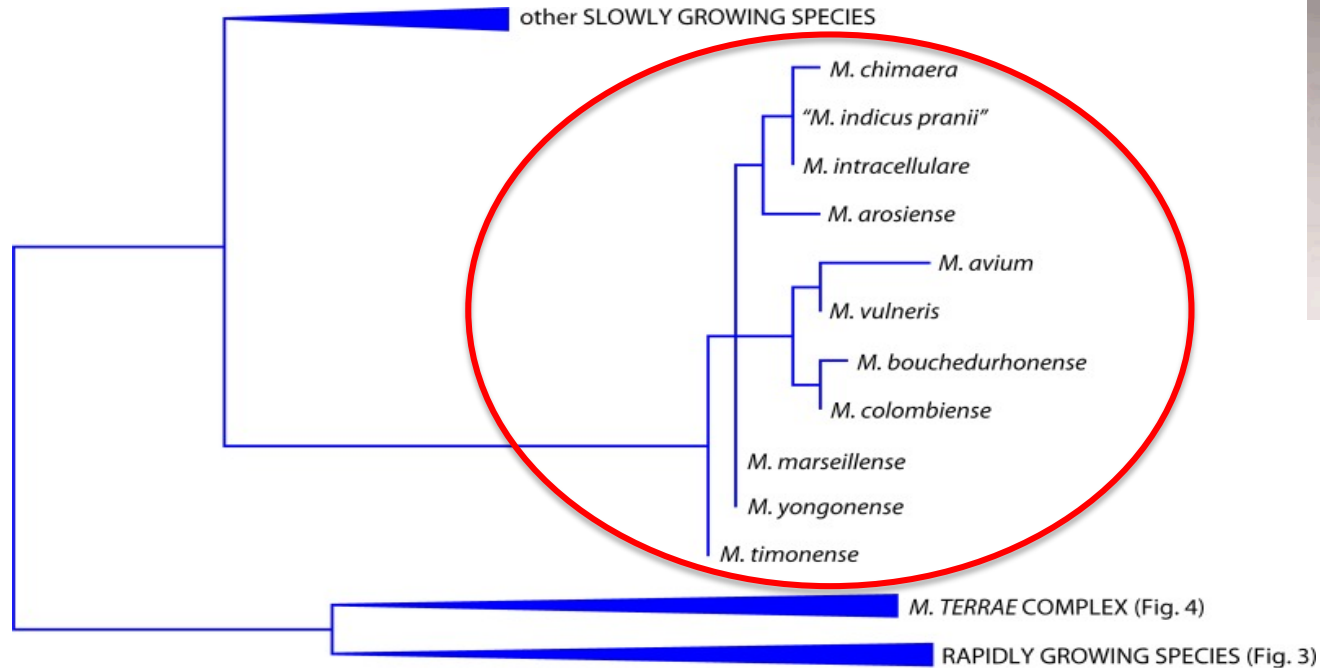 other SLOWLY GROWING SPECIES
M. chimaera
“M. indicus pranii”
M. intracellulare
M. arosiense
M. avium
M. vulneris
M. bouchedurhonense
M. colombiense
M. marseillense
M. yongonense
M. timonense
M. TERRAE COMPLEX (Fig. 4)
RAPIDLY GROWING SPECIES (Fig. 3)